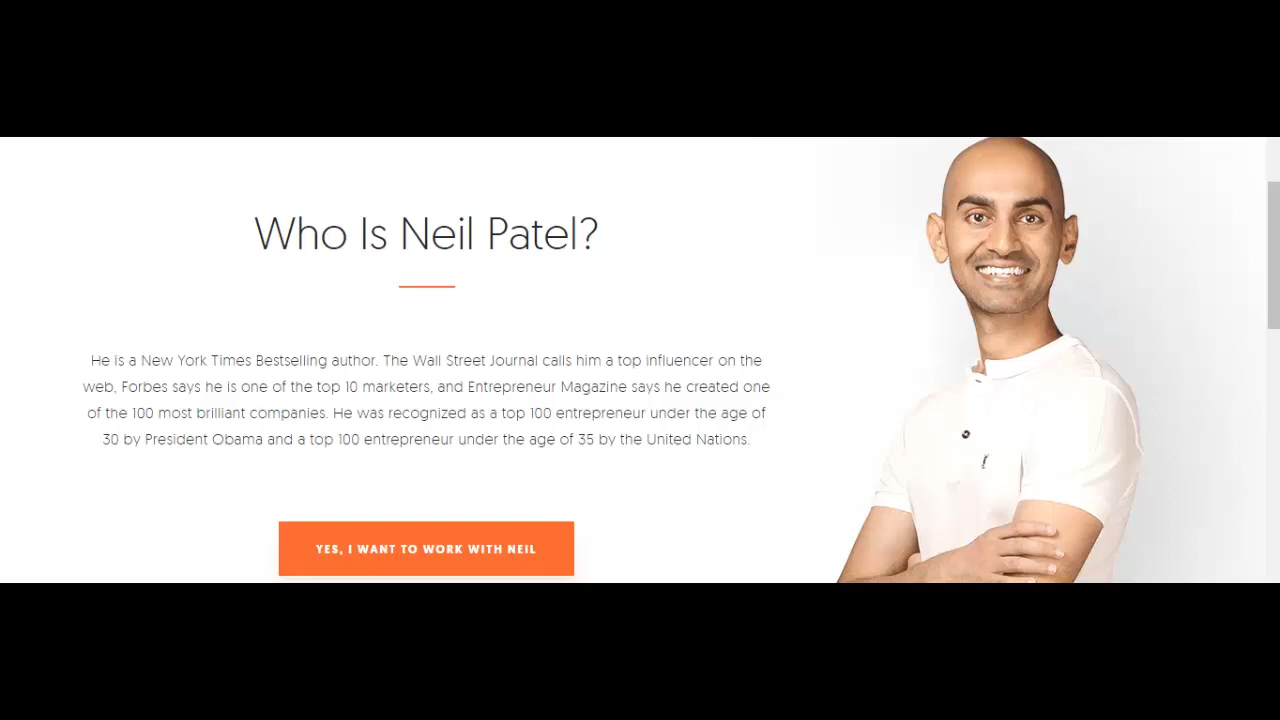 Who Is Neil Patel?
He is a New York Times Bestselling author. The Wall Street Journal calls him a top influencer on the
web, Forbes says he is one of the top 10 marketers, and Entrepreneur Magazine says he created one
of the 100 most brilliant companies. He was recognized as a top 100 entrepreneur under the age of
30 by President Obama and a top 100 entrepreneur under the age of 35 by the United Nations.
YES, I WANT TO WORK WITH NEIL